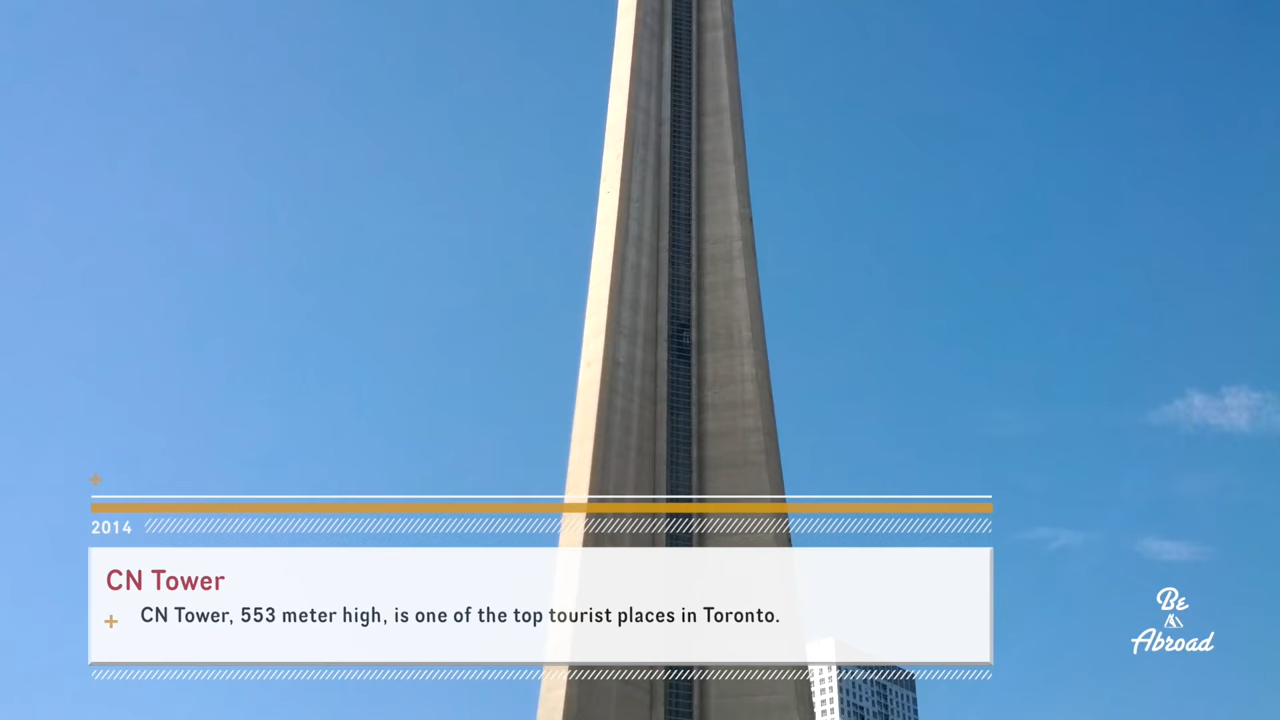 2014
CN Tower
CN Tower, 553 meter high, is one of the top tourist places in Toronto.
Be
Abroad